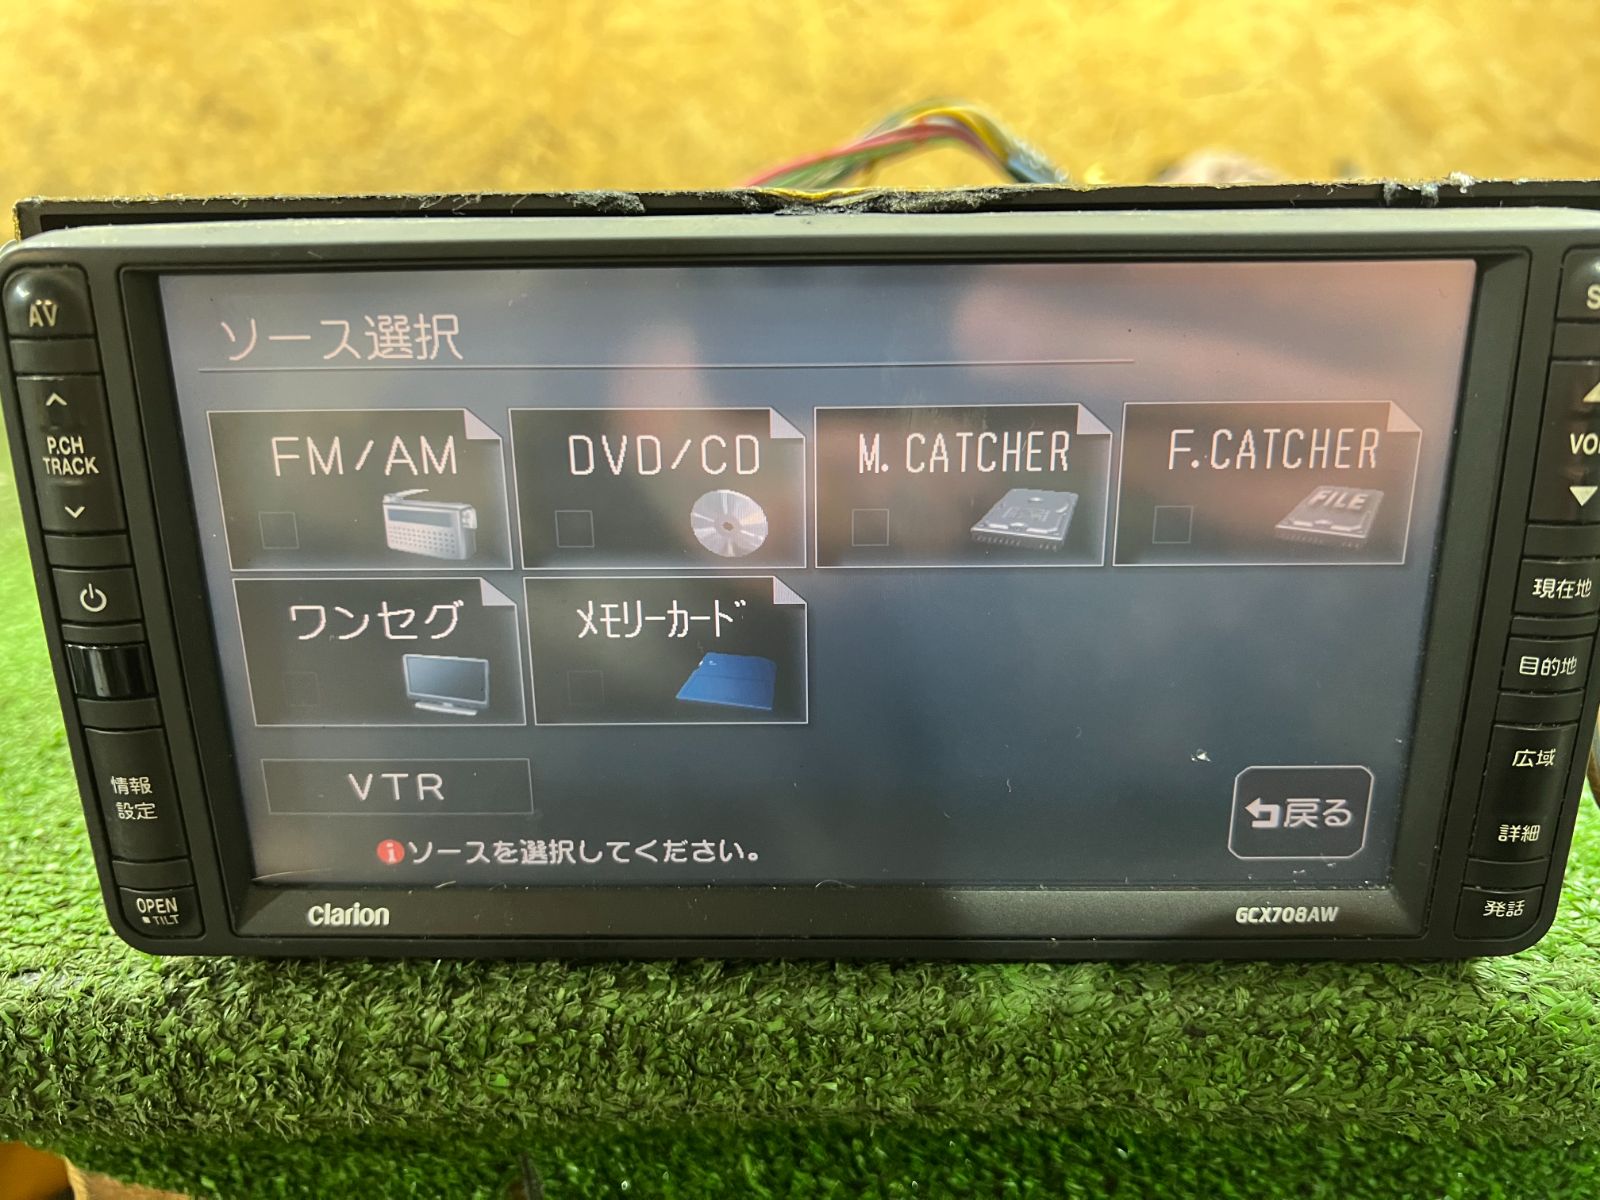 AV
P.CH
TRACK
情報
設定
OPEN
TILT
ソース選択
FM/AM
DVD/CD
M.CATCHER
F.CATCHER
FILE
ワンセグ
メモリーカード
VTR
戻る
ソースを選択してください。
Clarion
GCX708AW
現在地
目的地
広域
詳細
発話